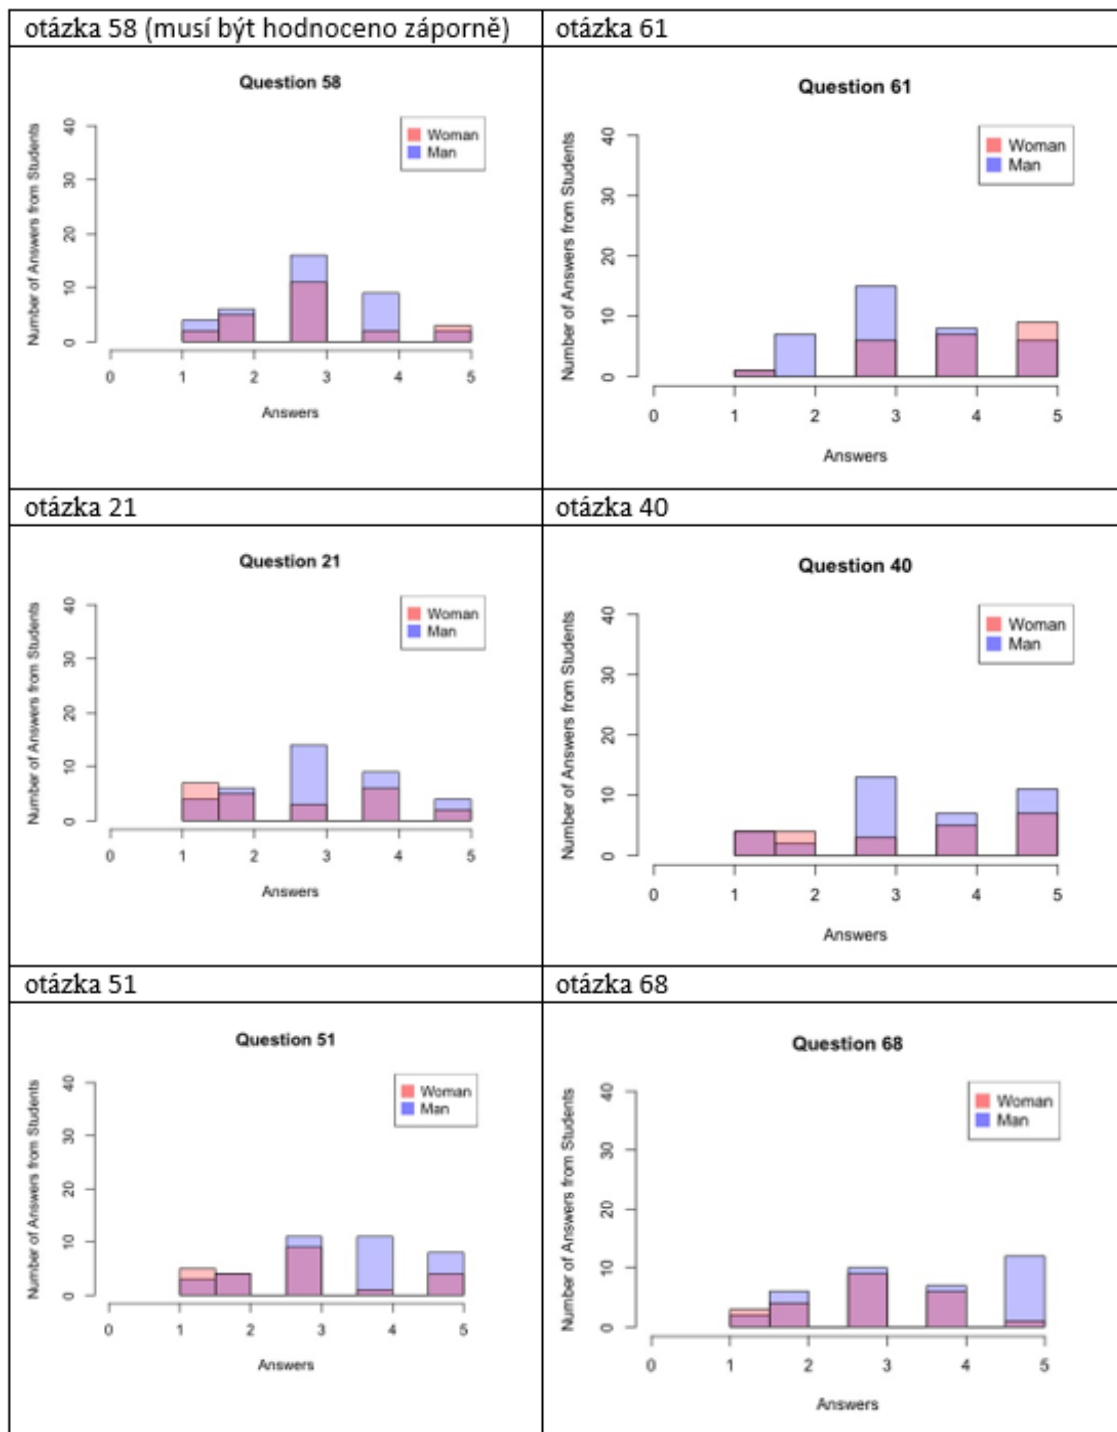 otázka 58 (musí být hodnoceno záporně)
otázka 61
Question 58
Number of Answers from Students
40
30
20
10
0
Woman
Man
0 1 2 3 4 5
Answers
Question 61
Number of Answers from Students
40
30
20
10
0
Woman
Man
0 1 2 3 4 5
Answers
otázka 21
otázka 40
Question 21
Number of Answers from Students
40
30
20
10
0
Woman
Man
0 1 2 3 4 5
Answers
Question 40
Number of Answers from Students
40
30
20
10
0
Woman
Man
0 1 2 3 4 5
Answers
otázka 51
otázka 68
Question 51
Number of Answers from Students
40
30
20
10
0
Woman
Man
0 1 2 3 4 5
Answers
Question 68
Number of Answers from Students
40
30
20
10
0
Woman
Man
0 1 2 3 4 5
Answers